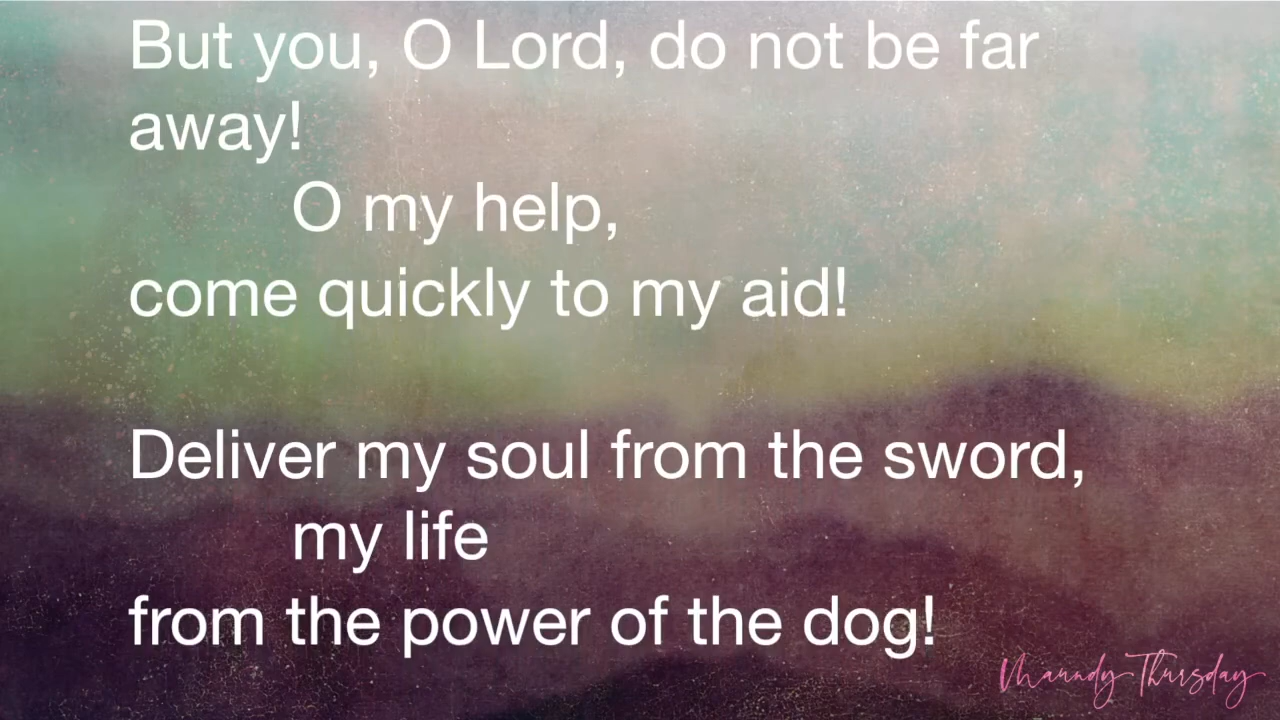 But you, O Lord, do not be far
away!
O my help,
come quickly to my aid!
Deliver my soul from the sword,
my life
from the power of the dog!
Maundy Thursday